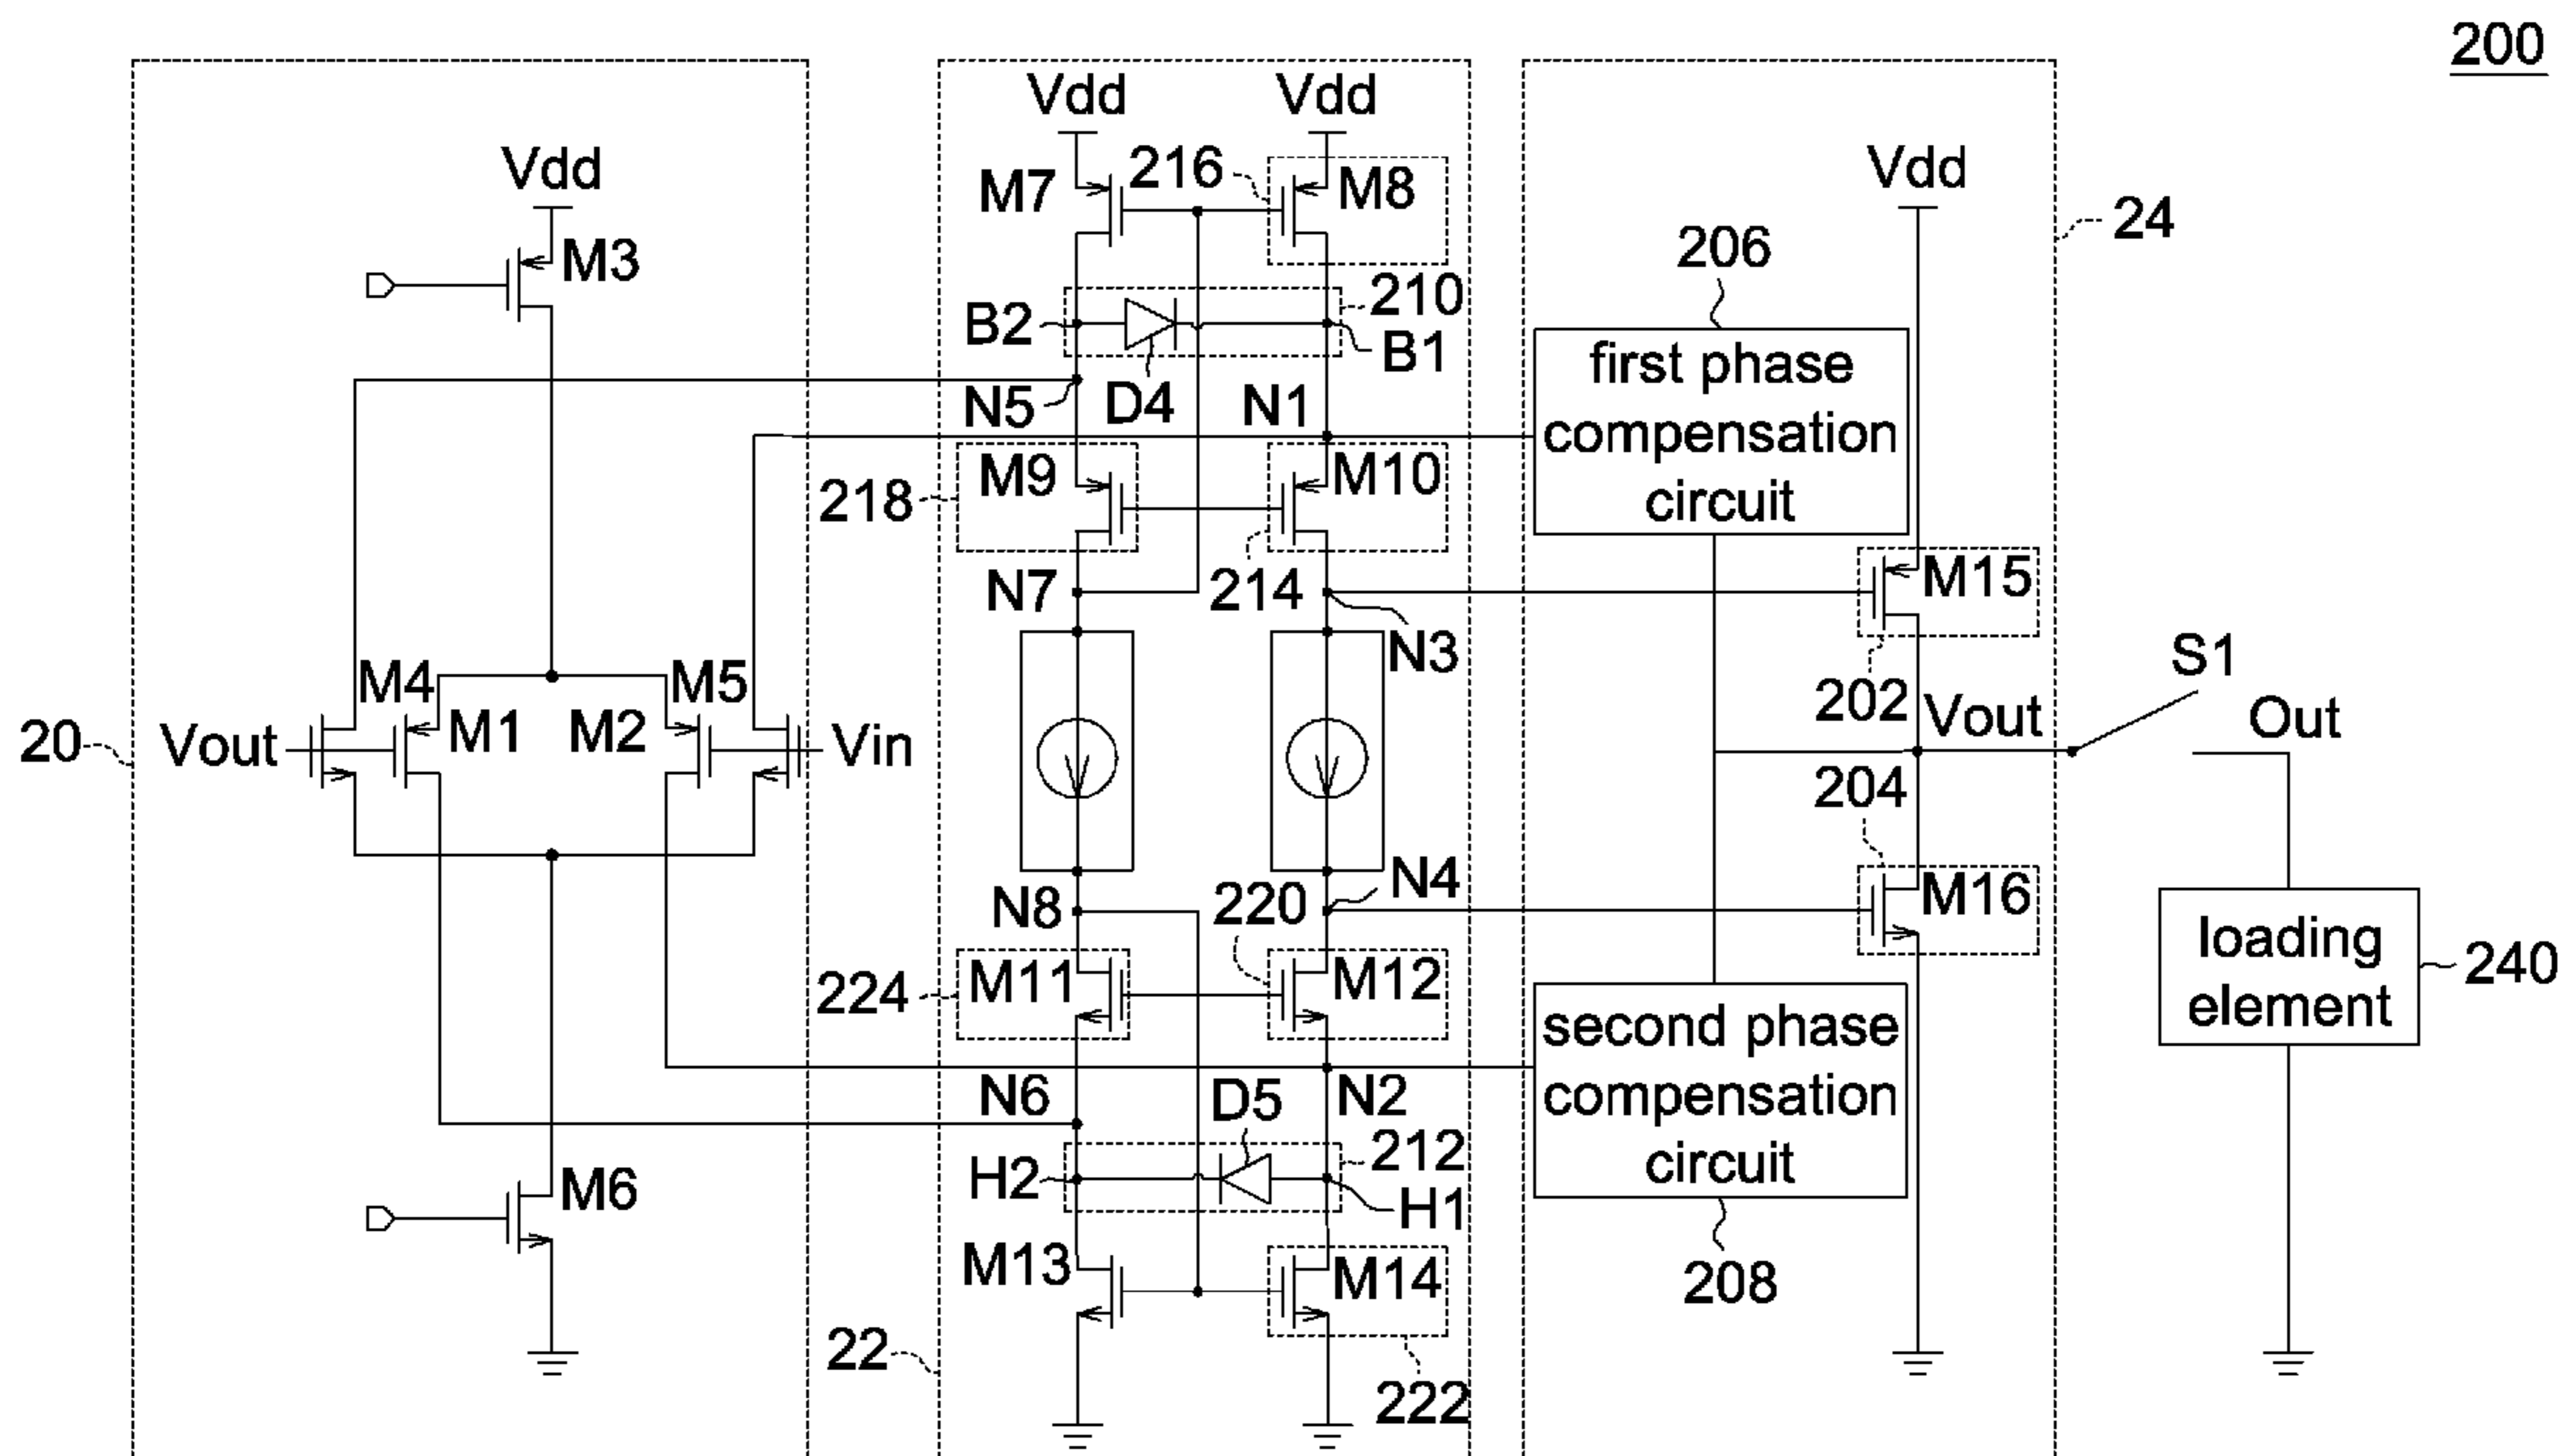 200
Vdd
Vdd
Vdd
Vdd
M7
216
M8
24
M3
206
210
B2
B1
first phase
compensation
circuit
N5
D4
N1
M9
M10
218
N7
214
M15
N3
S1
M4
M5
202
Vout
Out
20
Vout
M1
M2
Vin
204
N8
220
N4
M16
loading
element
240
224
M11
M12
second phase
compensation
circuit
N6
D5
N2
212
H2
H1
M6
M13
M14
208
22
222